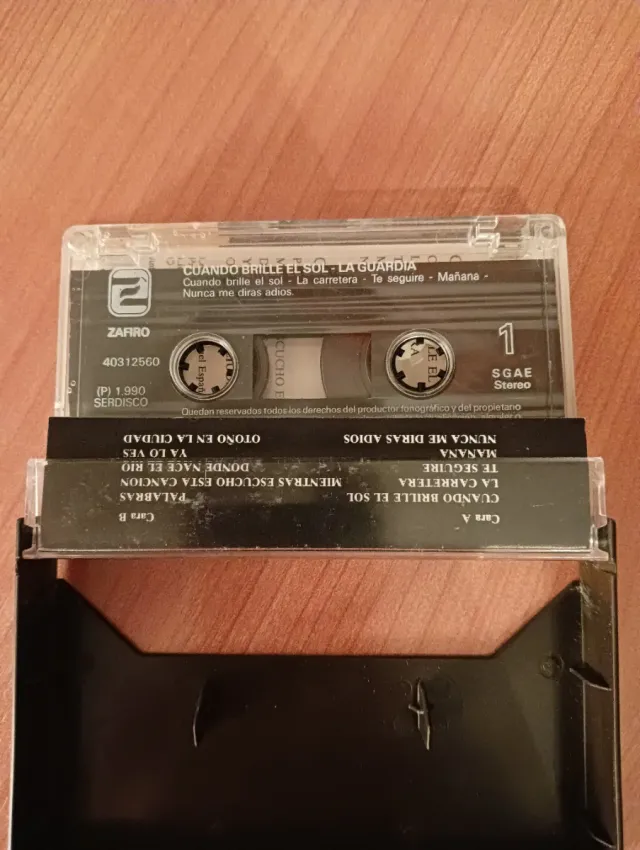 CUANDO BRILLE EL SOL - LA GUARDIA
Cuando brille el sol - La carretera - Te seguire - Mañana -
Nunca me diras adios.
ZAFIRO
1
40312560
SGAE
Stereo
(P) 1.990
SERDISCO
Quedan reservados todos los derechos del productor fonográfico y del propietario
Cara A
CUANDO BRILLE EL SOL
LA CARRETERA
TE SEGUIRE
MAÑANA
NUNCA ME DIRAS ADIOS
Cara B
PALABRAS
MIENTRAS ESCUCHO ESTA CANCION
DONDE NACE EL RIO
YA LO VES
OTOÑO EN LA CIUDAD